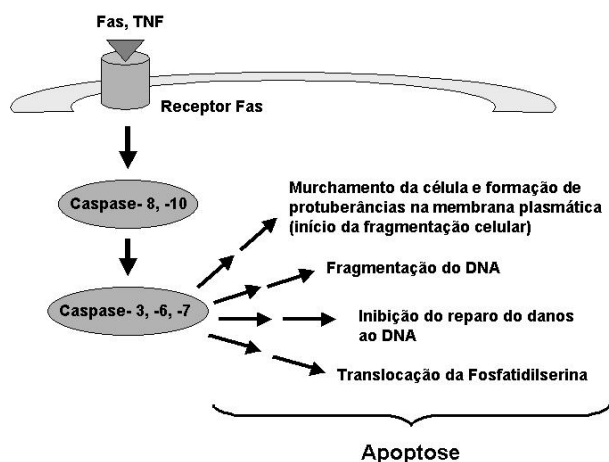 Fas, TNF
Receptor Fas
Caspase- 8, -10
Murchamento da célula e formação de
protuberâncias na membrana plasmática
(início da fragmentação celular)
Fragmentação do DNA
Caspase- 3, -6, -7
Inibição do reparo do danos
ao DNA
Translocação da Fosfatidilserina
Apoptose